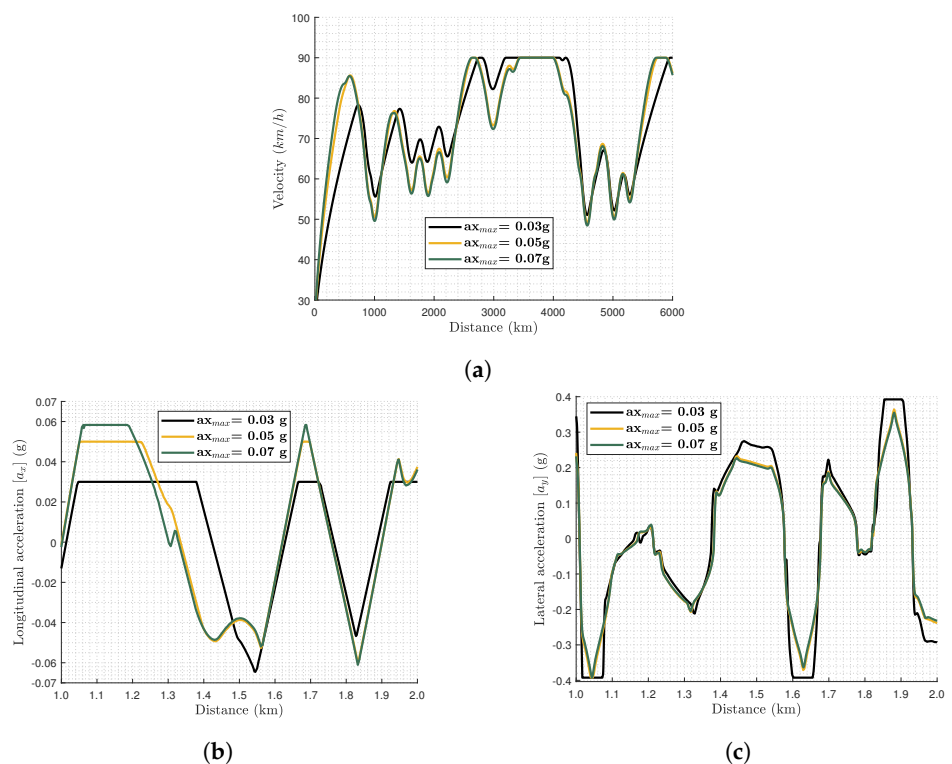 100
90
80
70
60
50
40
30
Velocity (km/h)
ax_max= 0.03g
ax_max= 0.05g
ax_max= 0.07g
0 1000 2000 3000 4000 5000 6000
Distance (km)
(a)
0.07
0.06
0.04
0.02
0
-0.02
-0.04
-0.06
-0.07
Longitudinal acceleration [a_x] (g)
ax_max= 0.03 g
ax_max= 0.05 g
ax_max= 0.07 g
1.0 1.1 1.2 1.3 1.4 1.5 1.6 1.7 1.8 1.9 2.0
Distance (km)
(b)
0.4
0.3
0.2
0.1
0
-0.1
-0.2
-0.3
-0.4
Lateral acceleration [a_y] (g)
ax_max= 0.03 g
ax_max= 0.05 g
ax_max= 0.07 g
1.0 1.1 1.2 1.3 1.4 1.5 1.6 1.7 1.8 1.9 2.0
Distance (km)
(c)